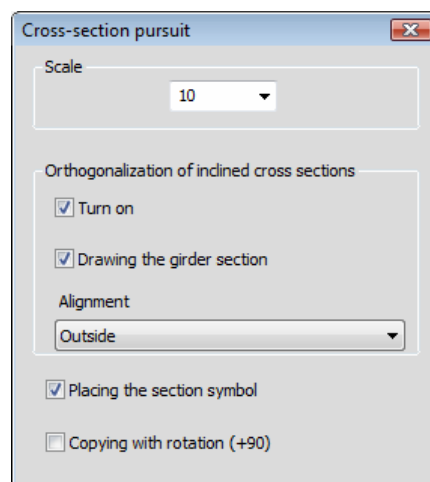 Cross-section pursuit
Scale
10
Orthogonalization of inclined cross sections
Turn on
Drawing the girder section
Alignment
Outside
Placing the section symbol
Copying with rotation (+90)